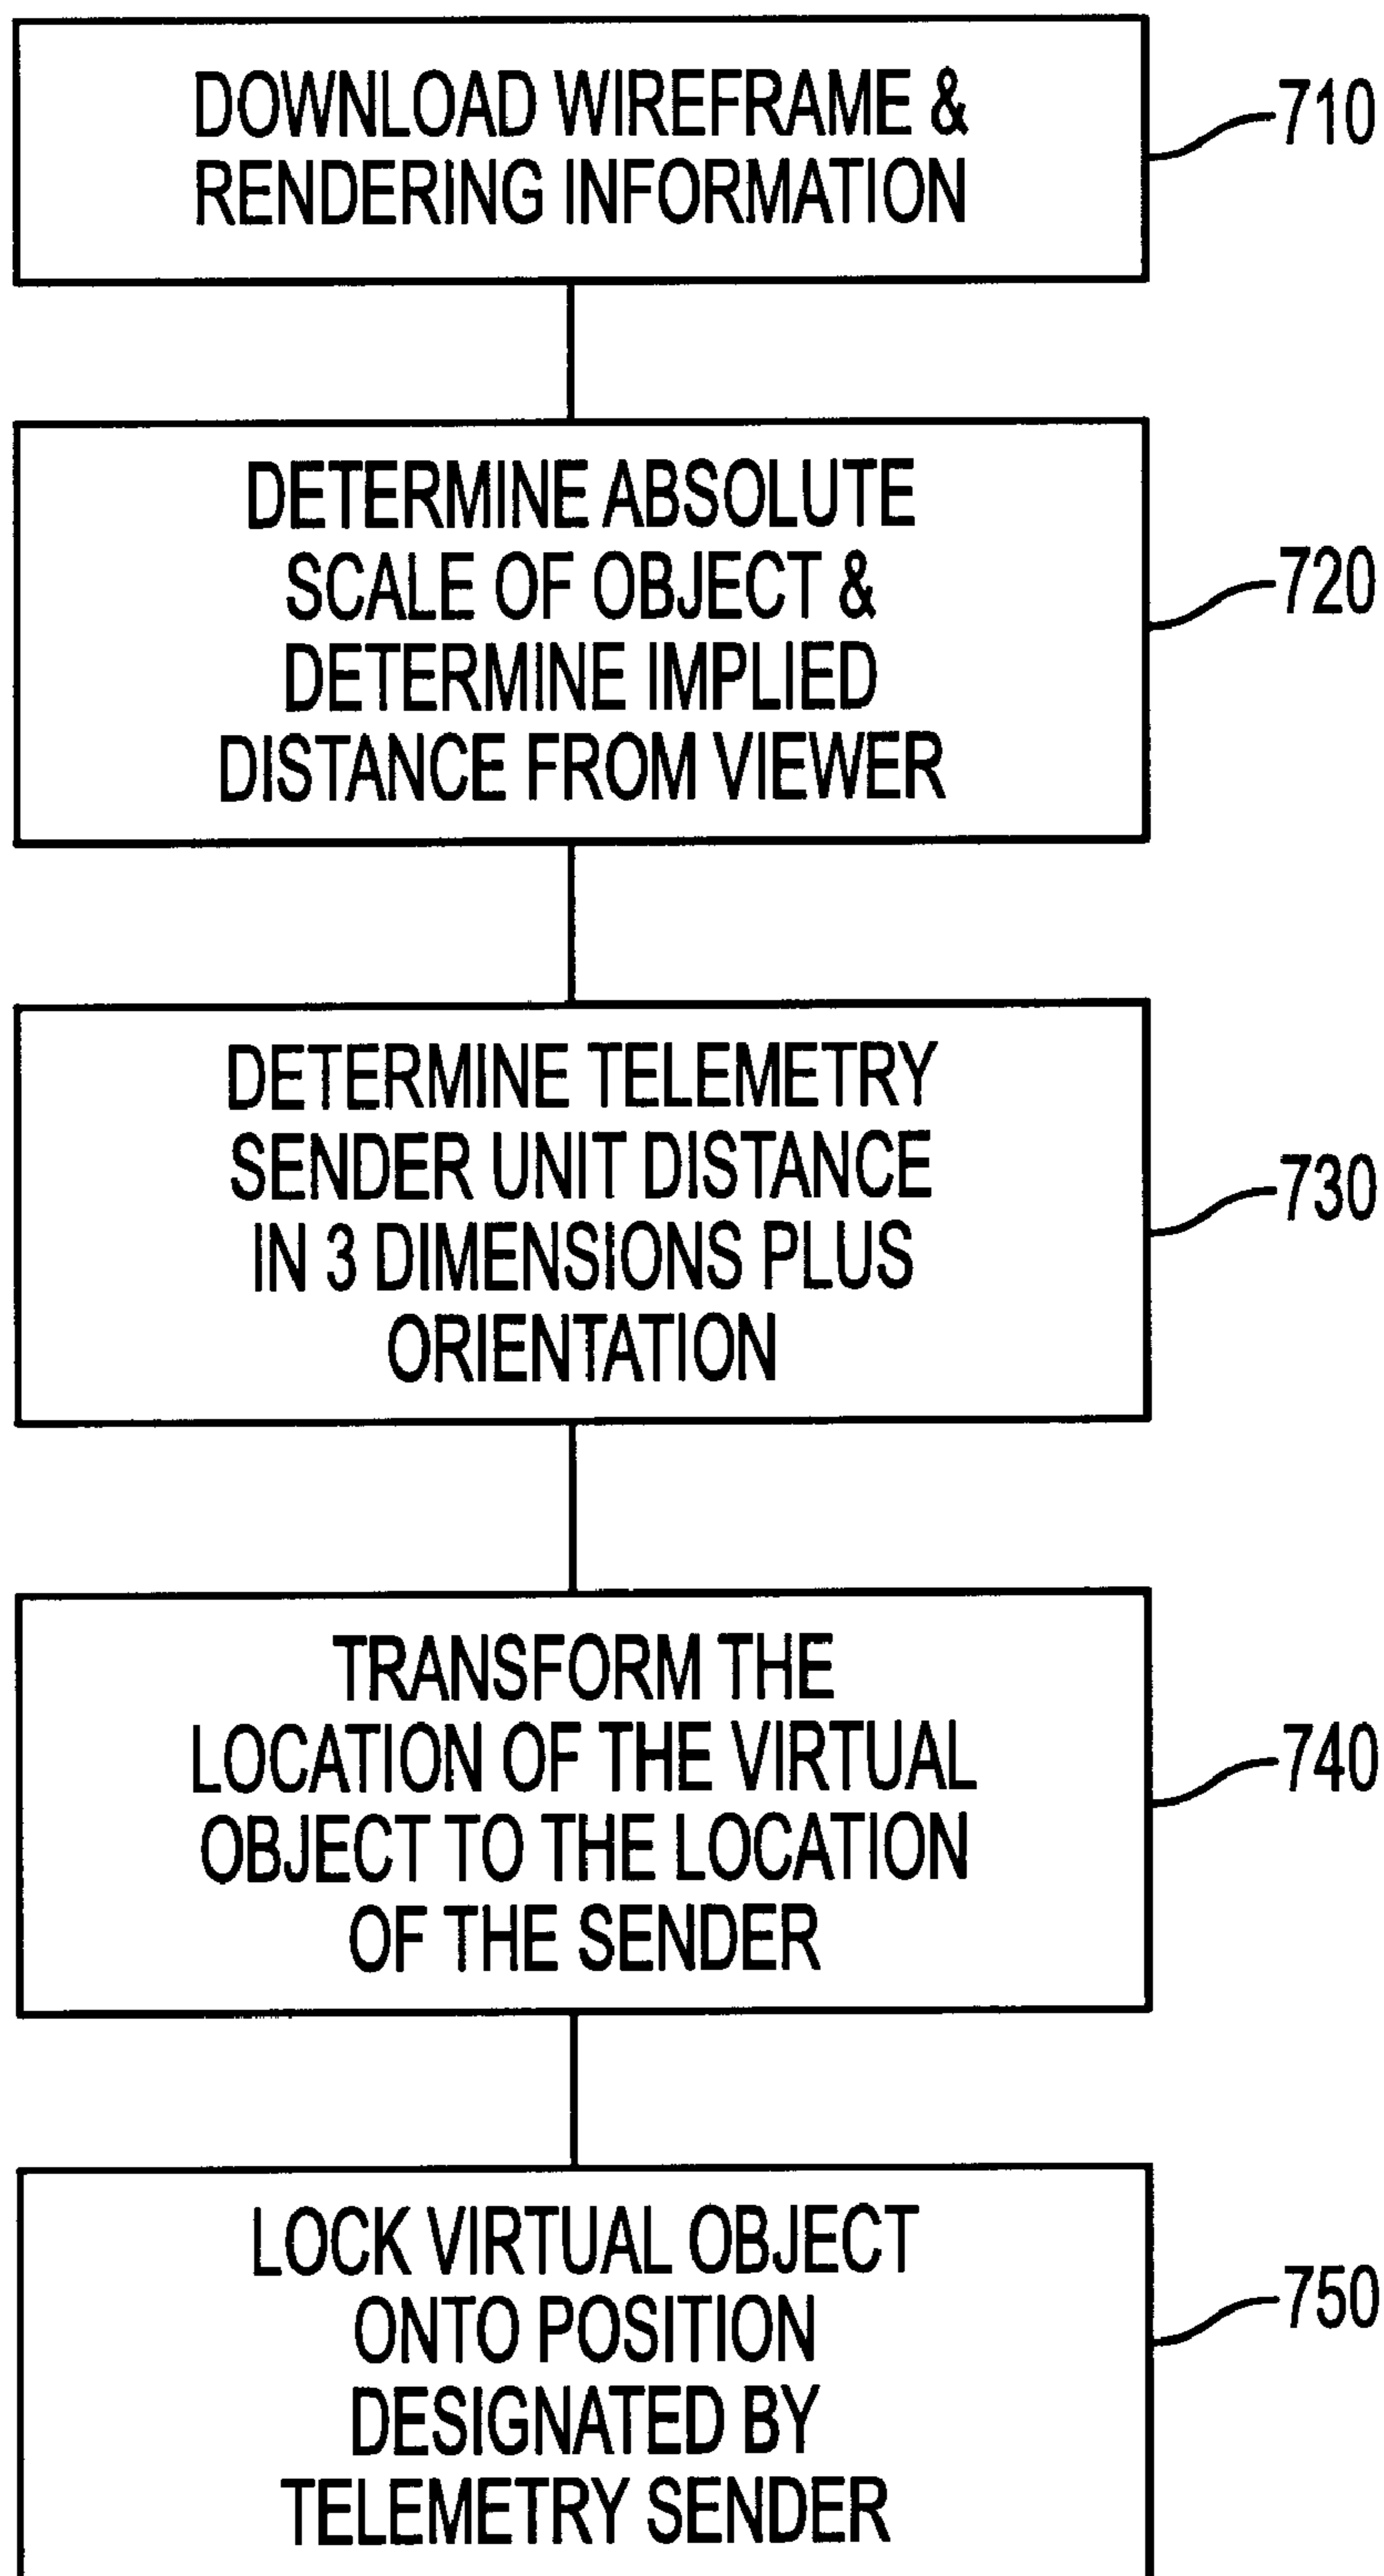 DOWNLOAD WIREFRAME &
RENDERING INFORMATION
710
DETERMINE ABSOLUTE
SCALE OF OBJECT &
DETERMINE IMPLIED
DISTANCE FROM VIEWER
720
DETERMINE TELEMETRY
SENDER UNIT DISTANCE
IN 3 DIMENSIONS PLUS
ORIENTATION
730
TRANSFORM THE
LOCATION OF THE VIRTUAL
OBJECT TO THE LOCATION
OF THE SENDER
740
LOCK VIRTUAL OBJECT
ONTO POSITION
DESIGNATED BY
TELEMETRY SENDER
750